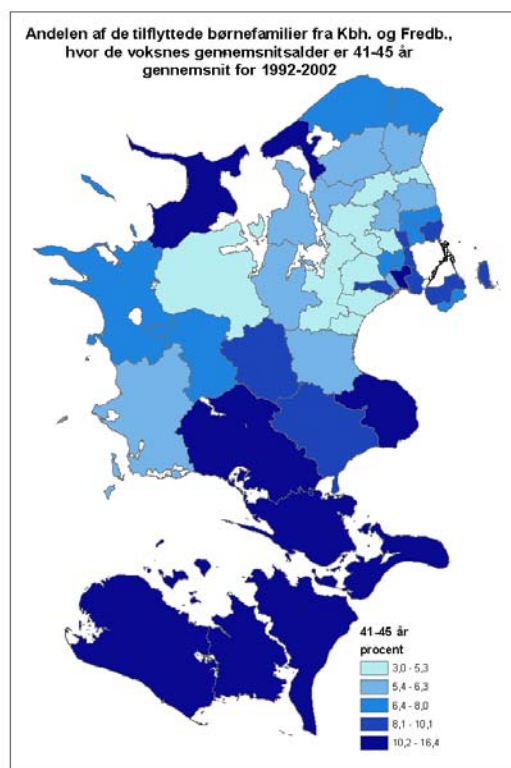 Andelen af de tilflyttede børnefamilier fra Kbh. og Fredb.,
hvor de voksnes gennemsnitsalder er 41-45 år
gennemsnit for 1992-2002
41-45 år
procent
3,0 - 5,3
5,4 - 6,3
6,4 - 8,0
8,1 - 10,1
10,2 - 16,4